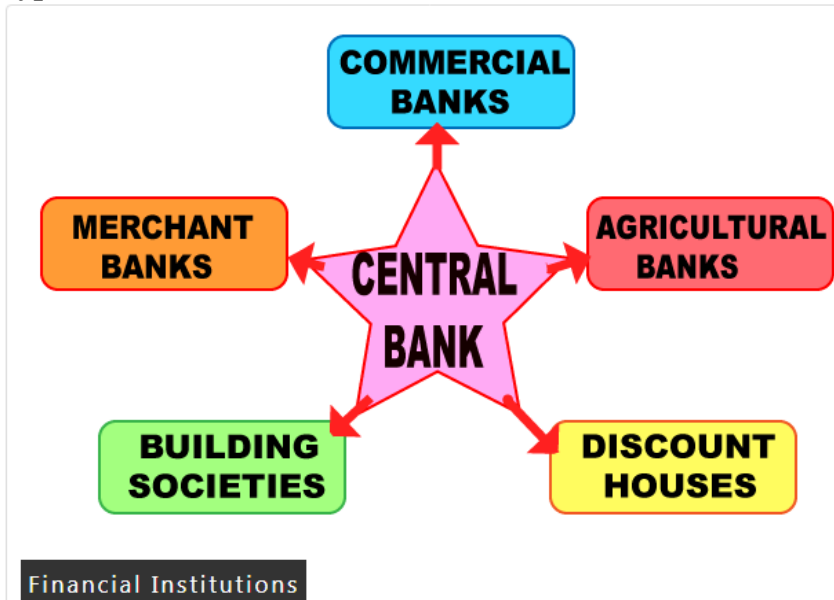 COMMERCIAL
BANKS
MERCHANT
BANKS
AGRICULTURAL
BANKS
CENTRAL
BANK
BUILDING
SOCIETIES
DISCOUNT
HOUSES
Financial Institutions